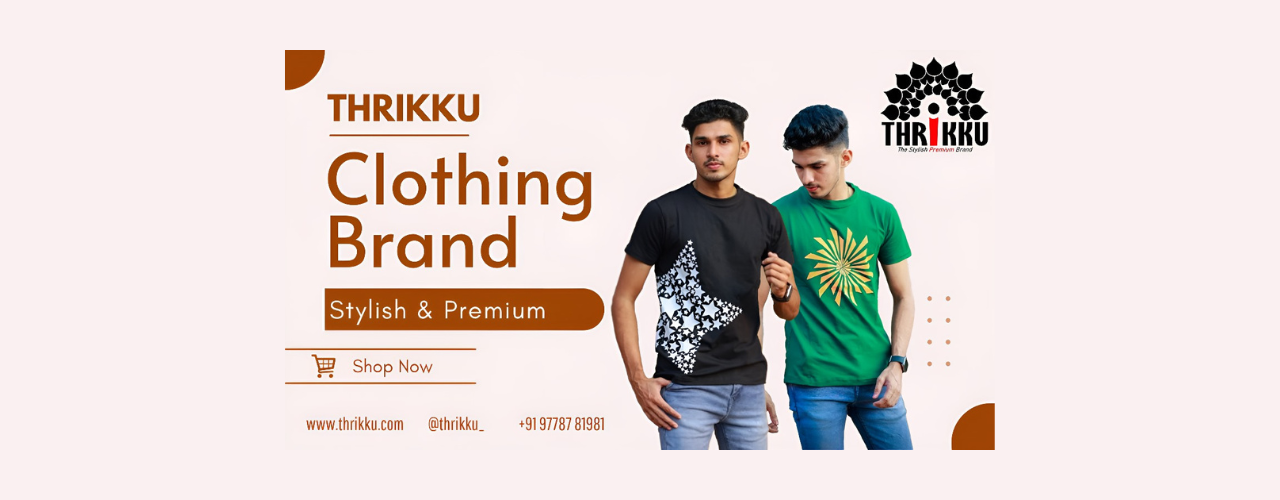 THRIKKU
Clothing
Brand
Stylish & Premium
Shop Now
www.thrikku.com @thrikku_ +91 97787 81981
THRIKKU
The Stylish Premium Brand